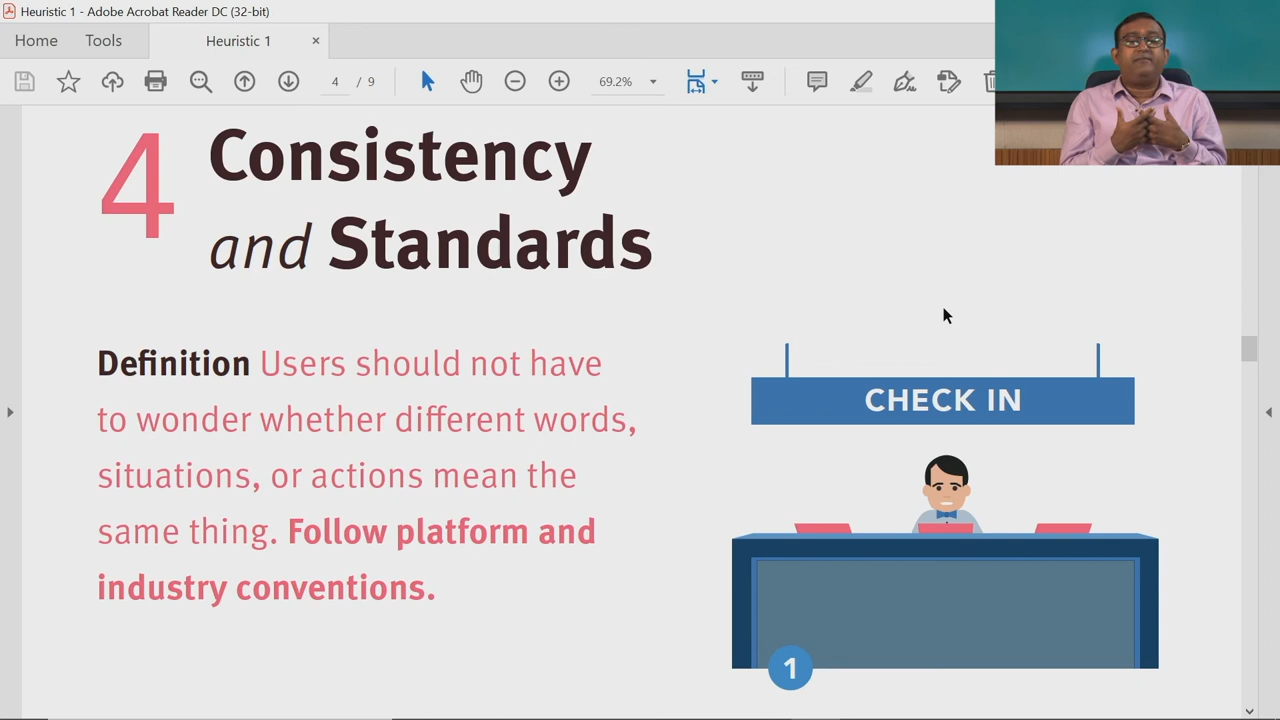 Heuristic 1 - Adobe Acrobat Reader DC (32-bit)
Home Tools Heuristic 1 ×
4 / 9 69.2%
4 Consistency
and Standards
Definition Users should not have
to wonder whether different words,
situations, or actions mean the
same thing. Follow platform and
industry conventions.
CHECK IN
1